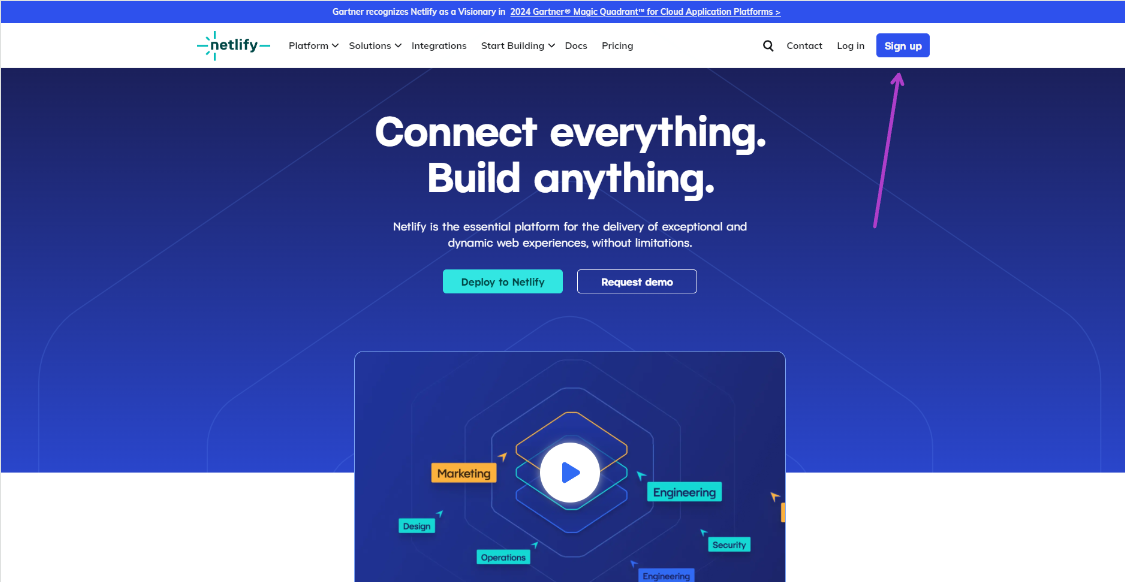 Gartner recognizes Netlify as a Visionary in 2024 Gartner® Magic Quadrant™ for Cloud Application Platforms >
netlify Platform Solutions Integrations Start Building Docs Pricing Contact Log in Sign up
Connect everything.
Build anything.
Netlify is the essential platform for the delivery of exceptional and
dynamic web experiences, without limitations.
Deploy to Netlify Request demo
Marketing
Engineering
Design
Security
Operations
Engineering